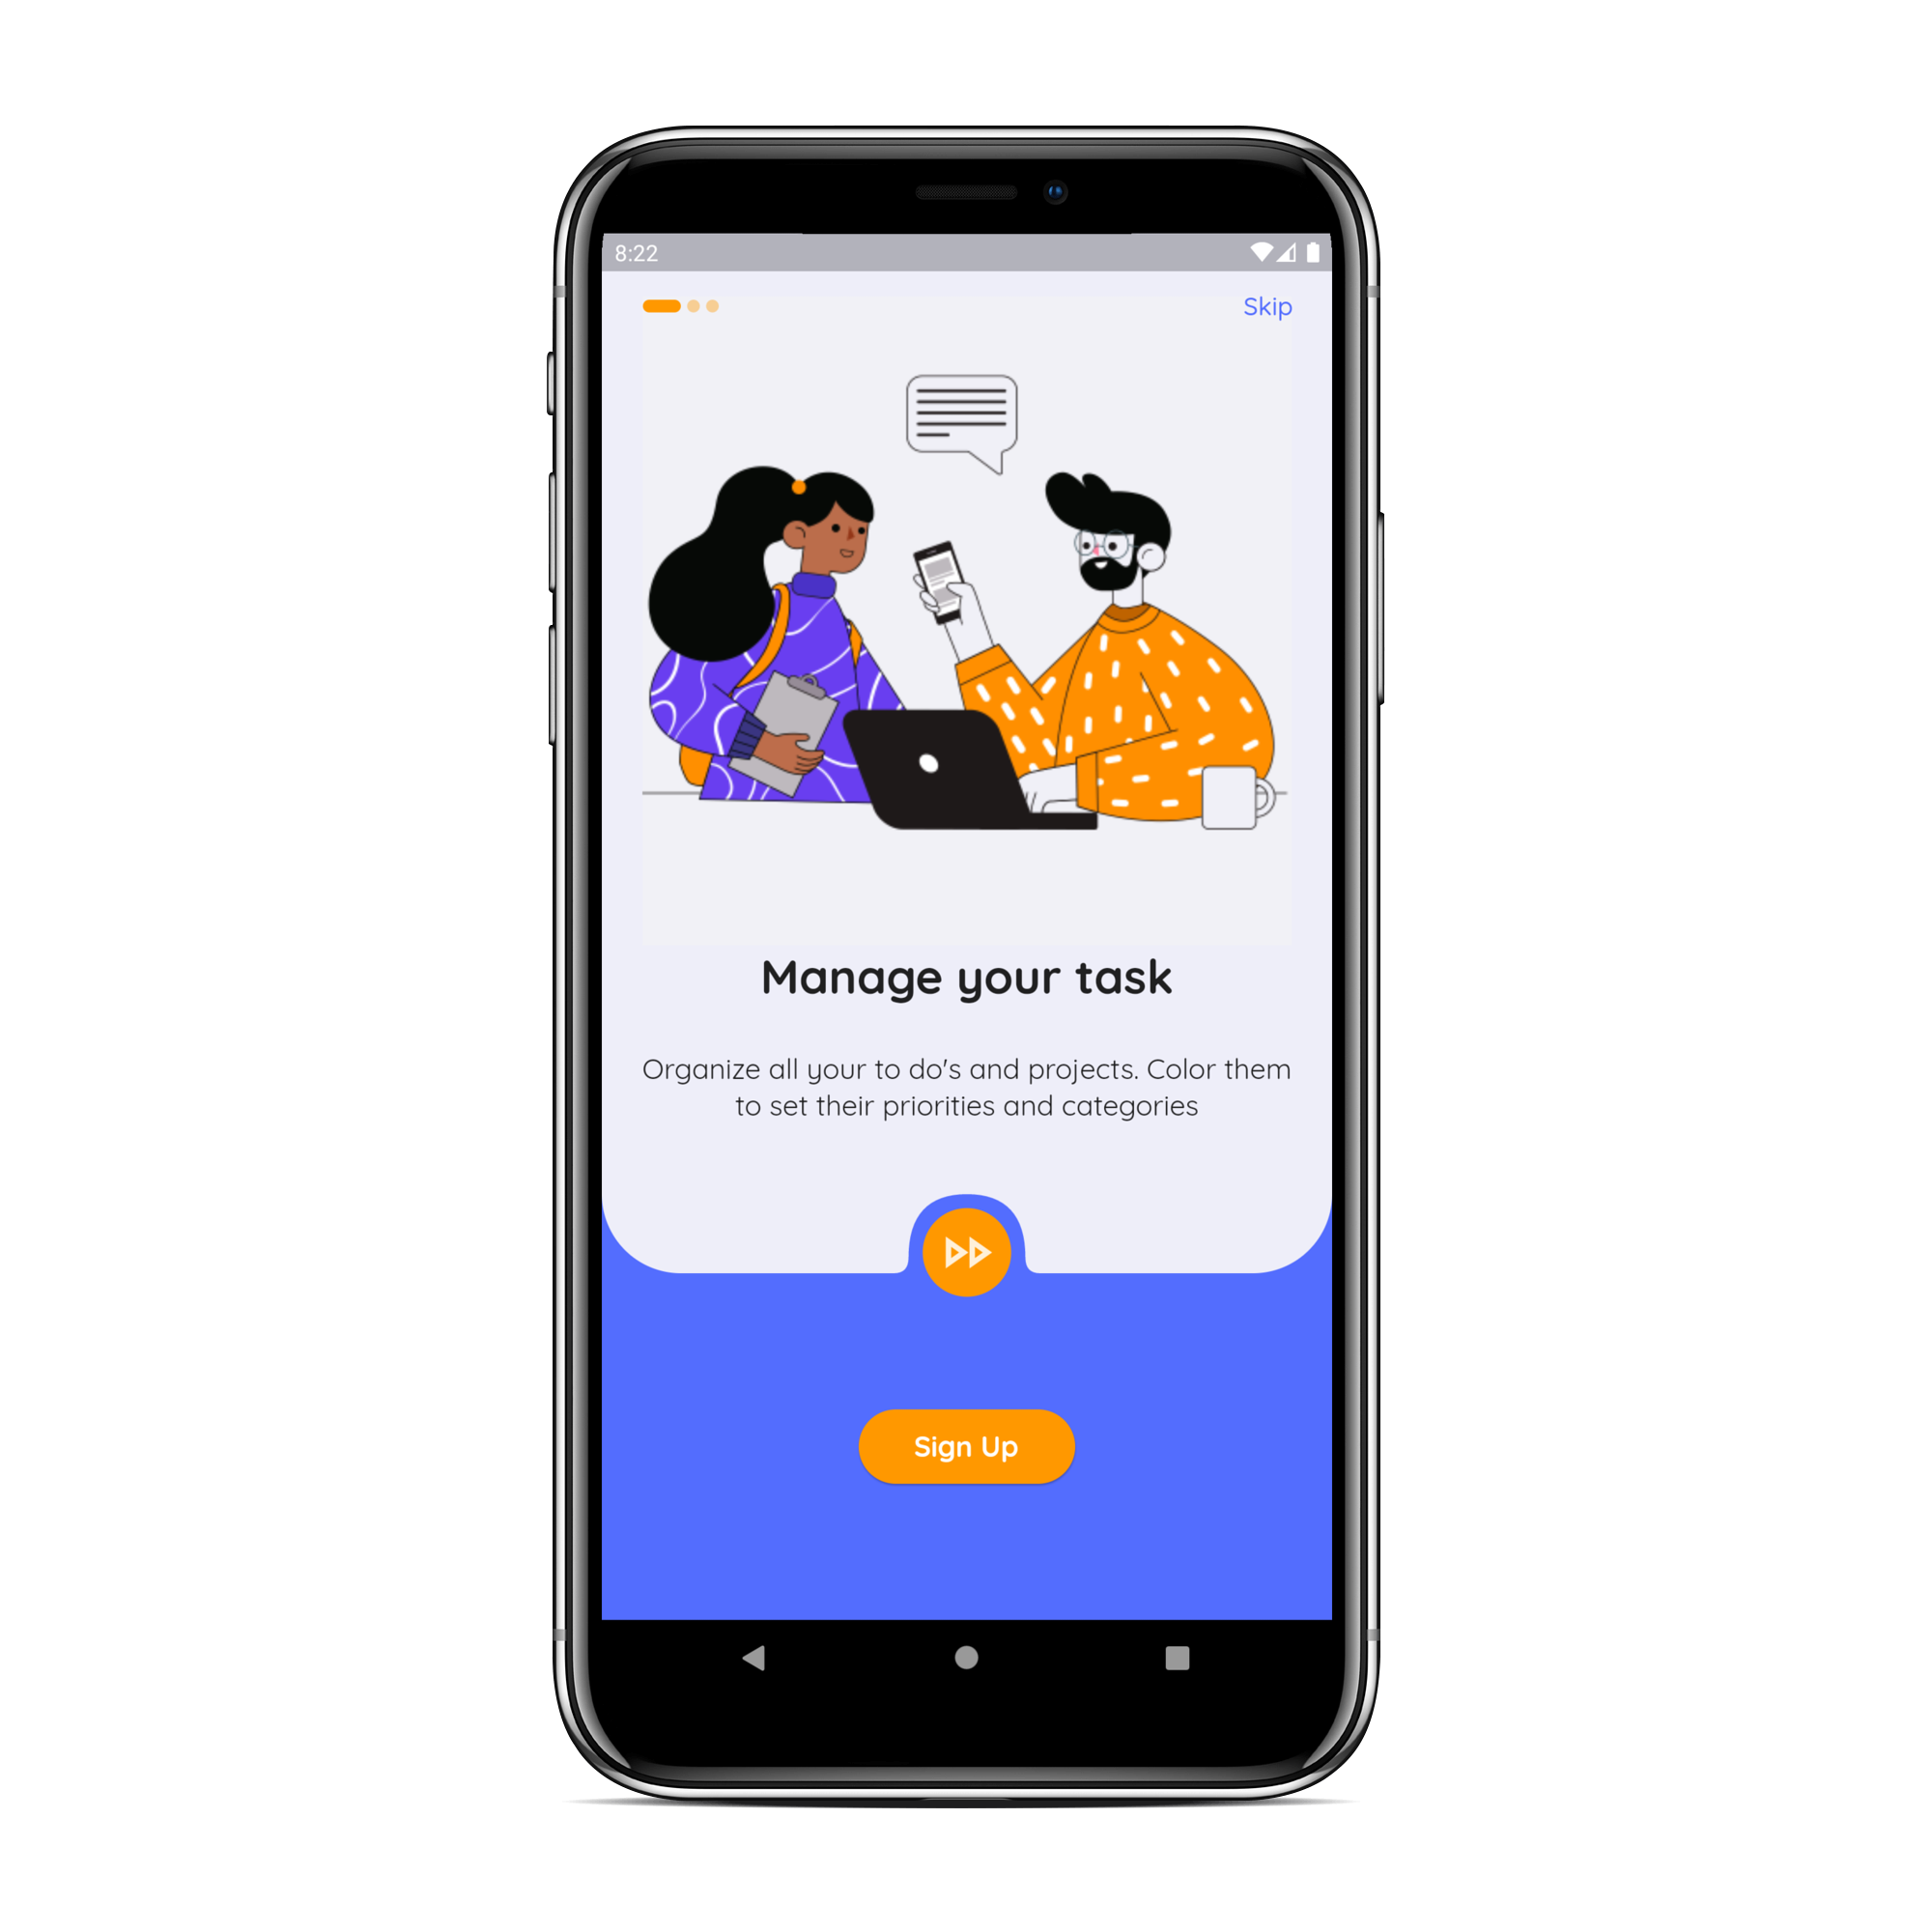 8:22
Skip
Manage your task
Organize all your to do's and projects. Color them
to set their priorities and categories
Sign Up